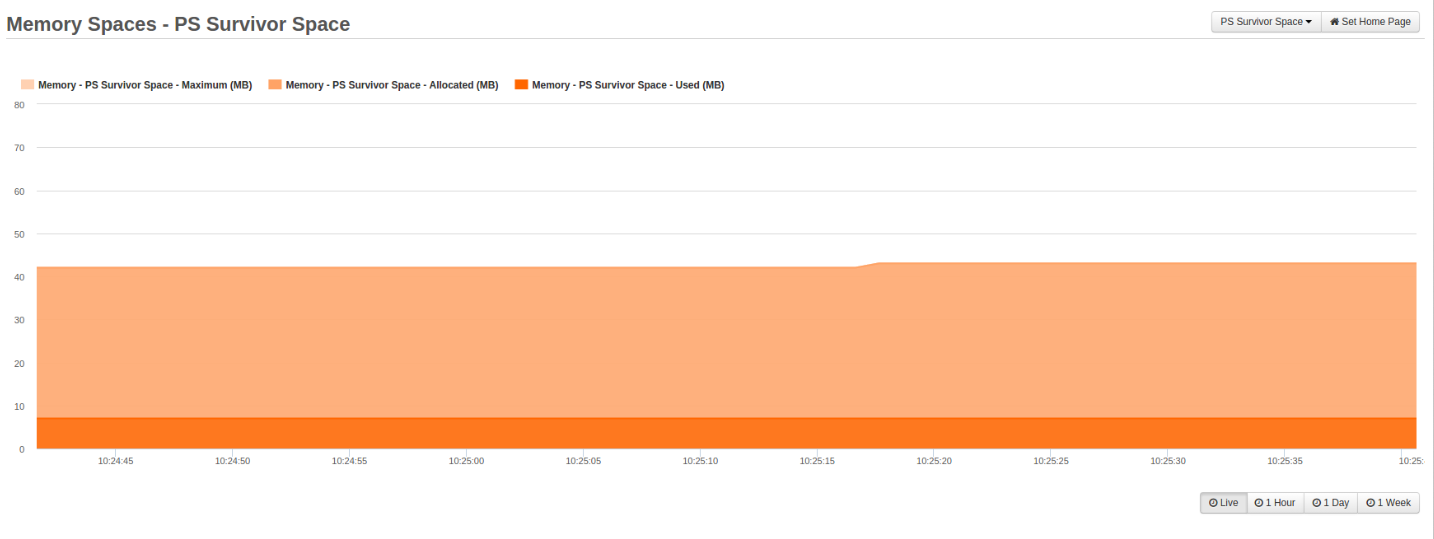 Memory Spaces - PS Survivor Space
PS Survivor Space Set Home Page
Memory - PS Survivor Space - Maximum (MB) Memory - PS Survivor Space - Allocated (MB) Memory - PS Survivor Space - Used (MB)
80
70
60
50
40
30
20
10
0
10:24:45 10:24:50 10:24:55 10:25:00 10:25:05 10:25:10 10:25:15 10:25:20 10:25:25 10:25:30 10:25:35 10:25:
Live 1 Hour 1 Day 1 Week